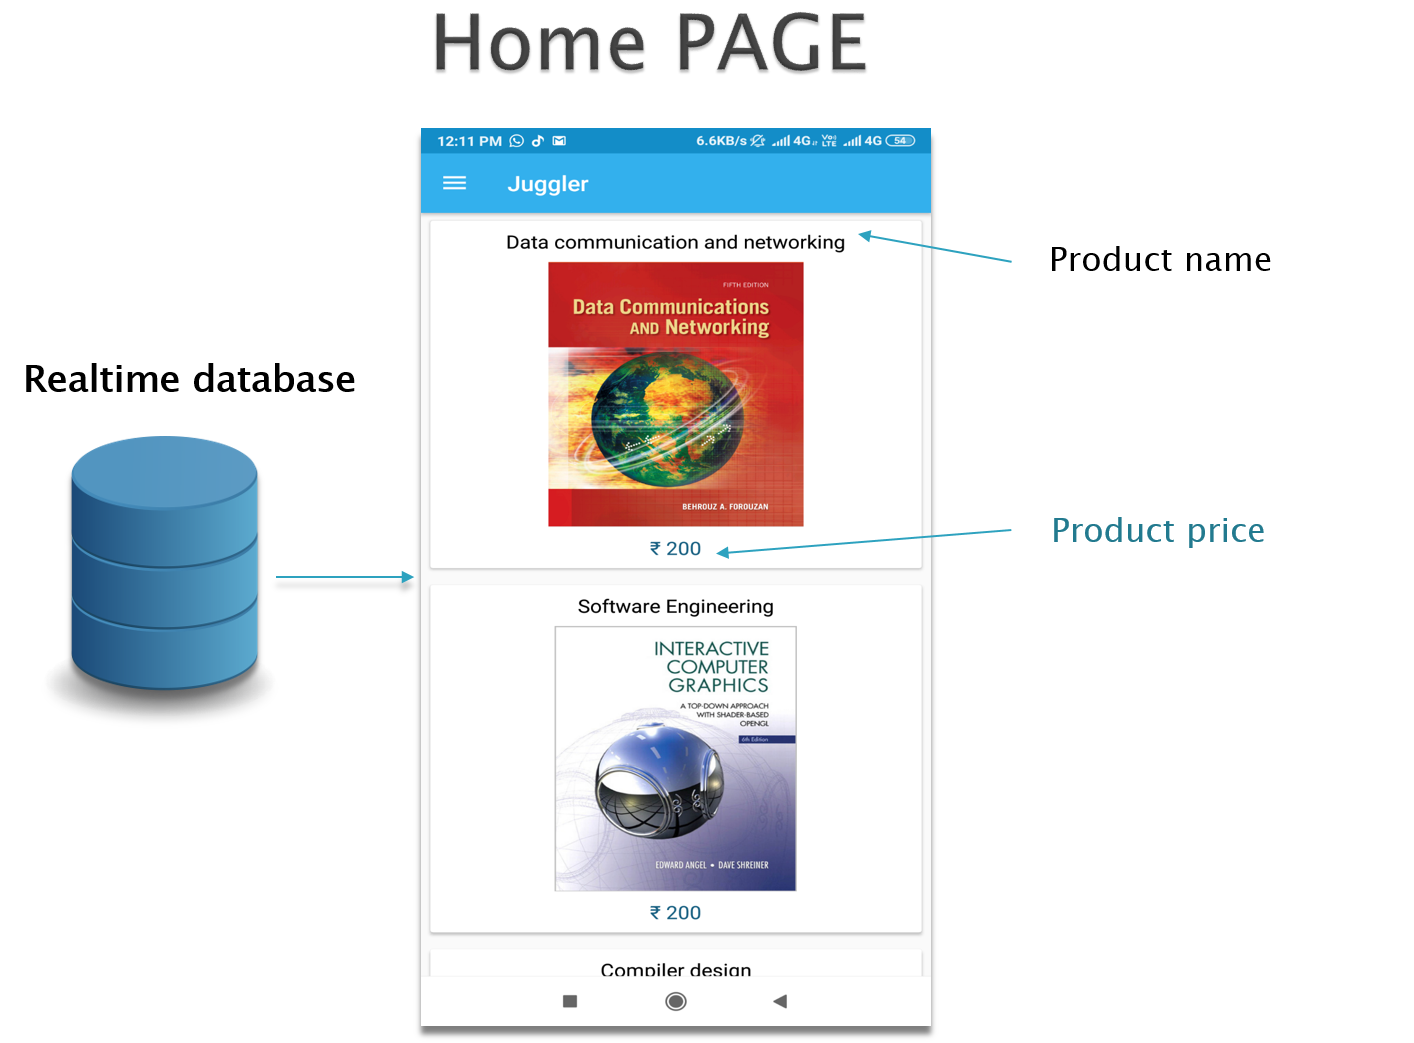 Home PAGE
12:11 PM
6.6KB/s 4G Vo LTE 4G 54
Juggler
Data communication and networking
FIFTH EDITION
Data Communications
AND Networking
BEHROUZ A. FOROUZAN
₹ 200
Product name
Realtime database
Product price
Software Engineering
INTERACTIVE
COMPUTER
GRAPHICS
A TOP-DOWN APPROACH
WITH SHADER-BASED
OPENGL
6th Edition
EDWARD ANGEL • DAVE SHREINER
₹ 200
Compiler design